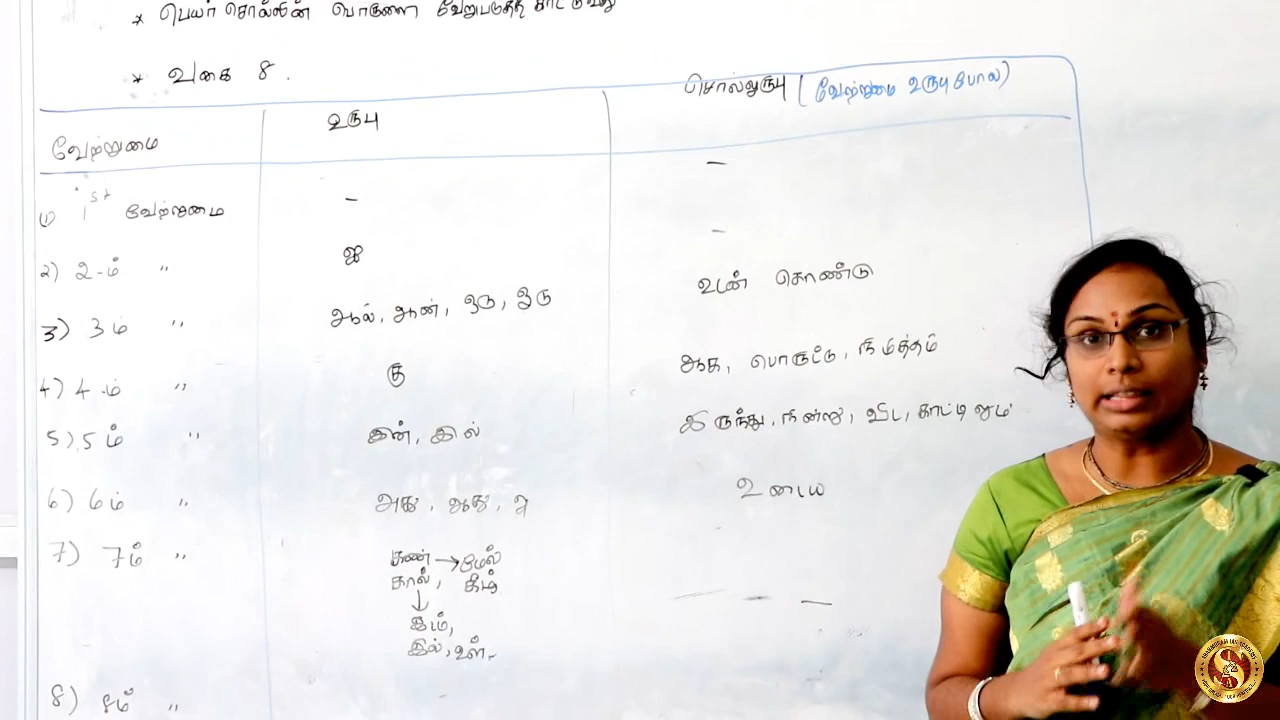 * பெயர் சொல்லின் பொருளை வேறுபடுத்தி காட்டுவது
* வகை 8.
வேற்றுமை உருபு சொல்லுருபு (வேற்றுமை உருபு போல)
1) 1st வேற்றுமை - -
2) 2-ம் " ஐ -
3) 3ம் " ஆல், ஆன், ஒடு, ஓடு உடன் கொண்டு
4) 4-ம் " கு ஆக, பொருட்டு, நிமித்தம்
5) 5ம் " இன், இல் இருந்து, நின்று, விட, காட்டிலும்
6) 6ம் " அது, ஆது, அ உடைய
7) 7ம் " கண் → மேல் - - -
கால், கீழ்
↓
இடம்,
இல், உள்
8) 8ம் "